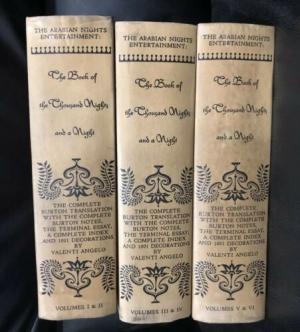 THE ARABIAN NIGHTS
ENTERTAINMENT:
The Book of
the Thousand Nights
and a Night
THE COMPLETE
BURTON TRANSLATION
WITH THE COMPLETE
BURTON NOTES,
THE TERMINAL ESSAY,
A COMPLETE INDEX
AND 1001 DECORATIONS
BY
VALENTI ANGELO
VOLUMES I & II
THE ARABIAN NIGHTS
ENTERTAINMENT:
The Book of
the Thousand Nights
and a Night
THE COMPLETE
BURTON TRANSLATION
WITH THE COMPLETE
BURTON NOTES,
THE TERMINAL ESSAY,
A COMPLETE INDEX
AND 1001 DECORATIONS
BY
VALENTI ANGELO
VOLUMES III & IV
THE ARABIAN NIGHTS
ENTERTAINMENT:
The Book of
the Thousand Nights
and a Night
THE COMPLETE
BURTON TRANSLATION
WITH THE COMPLETE
BURTON NOTES,
THE TERMINAL ESSAY,
A COMPLETE INDEX
AND 1001 DECORATIONS
BY
VALENTI ANGELO
VOLUMES V & VI